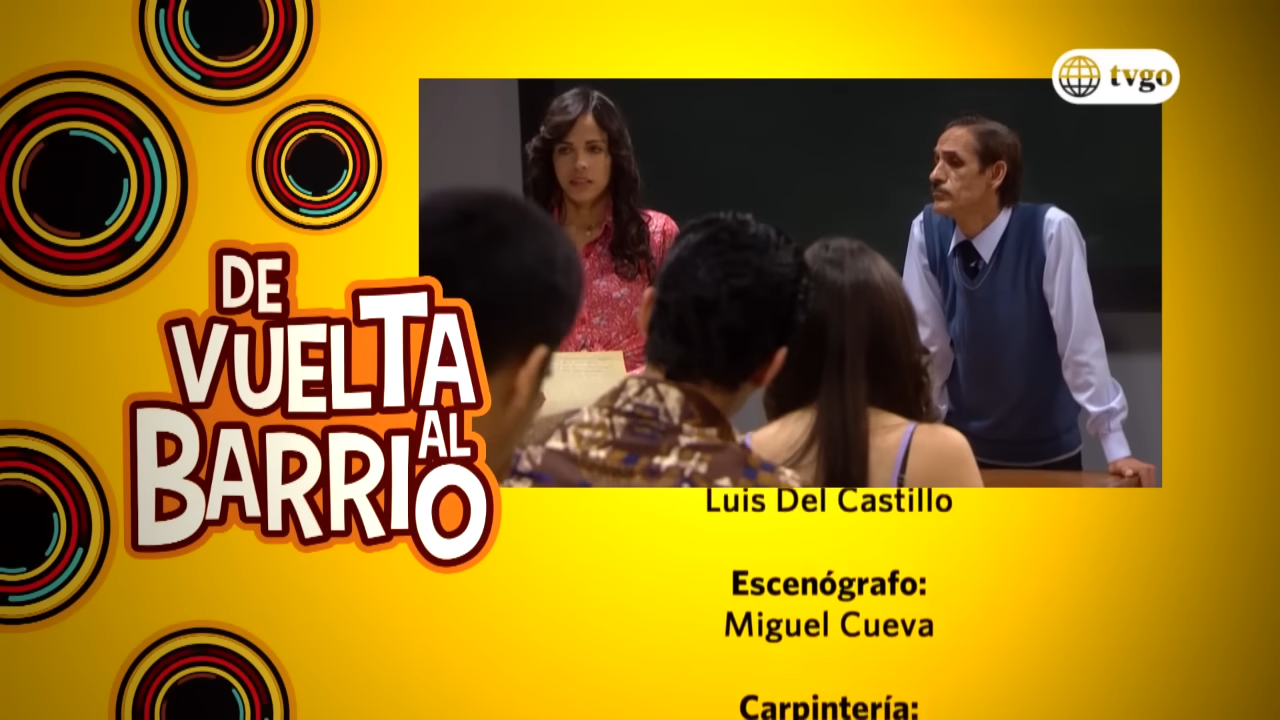 tvgo
DE
VUELTA
AL
BARRIO
Luis Del Castillo
Escenógrafo:
Miguel Cueva
Carpintería: